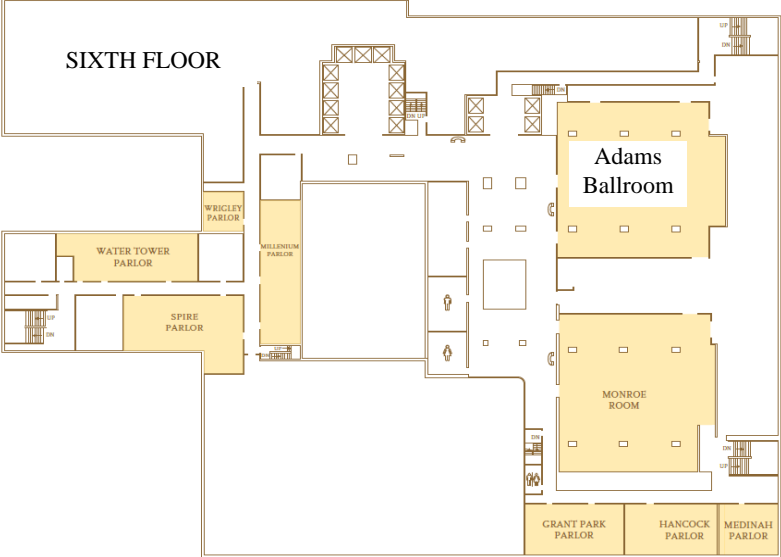 SIXTH FLOOR
UP
DN
DN
DN UP
Adams
Ballroom
WRIGLEY
PARLOR
WATER TOWER
PARLOR
MILLENIUM
PARLOR
SPIRE
PARLOR
UP
DN
UP
DN
MONROE
ROOM
DN
DN
UP
GRANT PARK
PARLOR
HANCOCK
PARLOR
MEDINAH
PARLOR